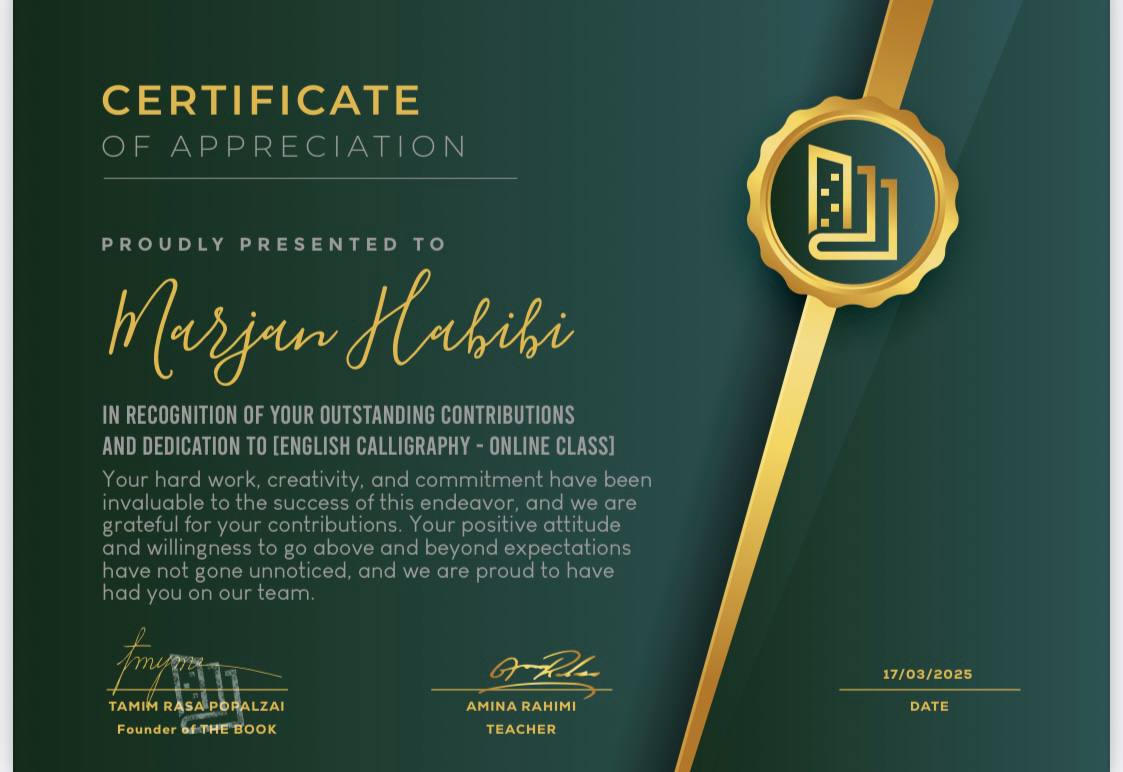 CERTIFICATE
OF APPRECIATION
PROUDLY PRESENTED TO
Marjan Habibi
IN RECOGNITION OF YOUR OUTSTANDING CONTRIBUTIONS
AND DEDICATION TO [ENGLISH CALLIGRAPHY - ONLINE CLASS]
Your hard work, creativity, and commitment have been
invaluable to the success of this endeavor, and we are
grateful for your contributions. Your positive attitude
and willingness to go above and beyond expectations
have not gone unnoticed, and we are proud to have
had you on our team.
TAMIM RASA POPALZAI
Founder of THE BOOK
AMINA RAHIMI
TEACHER
17/03/2025
DATE